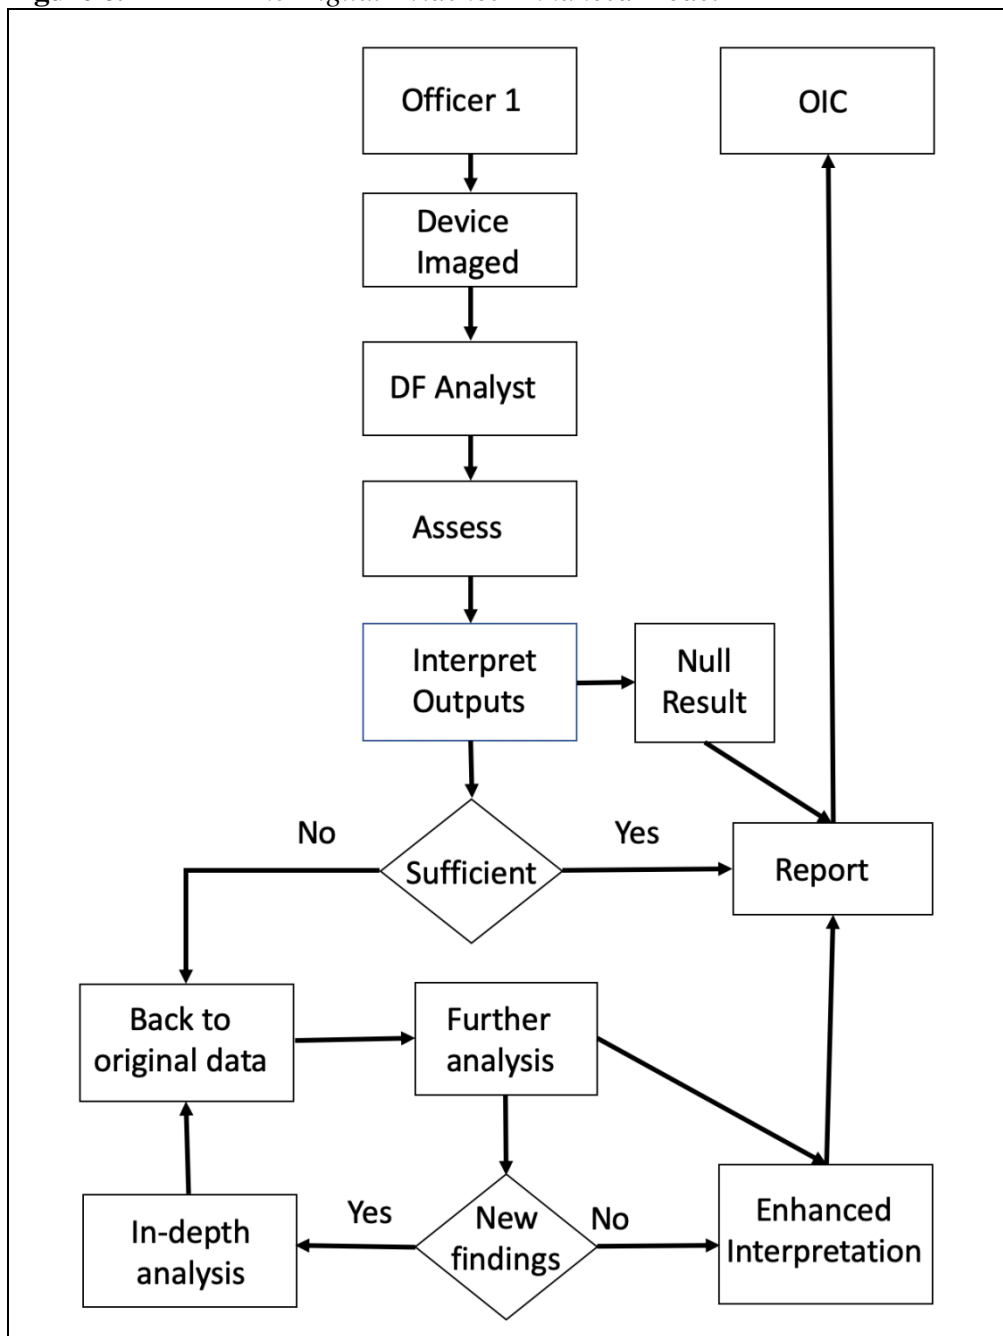 Officer 1
OIC
Device
Imaged
DF Analyst
Assess
Interpret
Outputs
Null
Result
No
Yes
Sufficient
Report
Back to
original data
Further
analysis
In-depth
analysis
Yes
New
findings
No
Enhanced
Interpretation